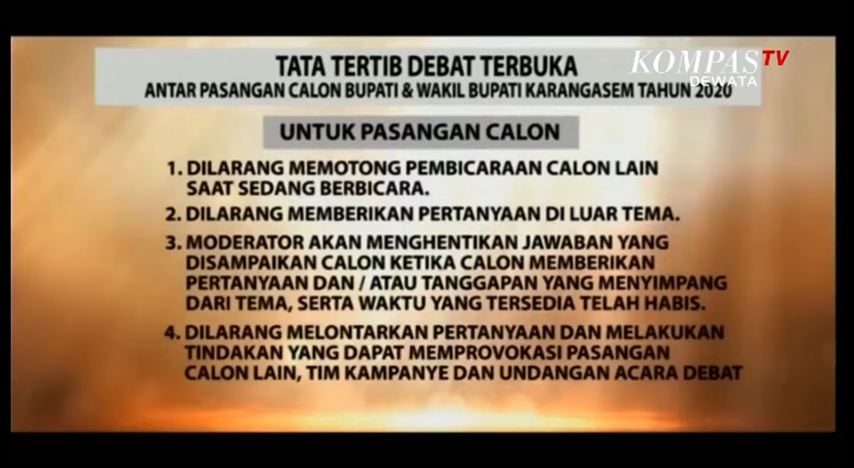 TATA TERTIB DEBAT TERBUKA
ANTAR PASANGAN CALON BUPATI & WAKIL BUPATI KARANGASEM TAHUN 2020
KOMPASTV
DEWATA
UNTUK PASANGAN CALON
1. DILARANG MEMOTONG PEMBICARAAN CALON LAIN
SAAT SEDANG BERBICARA.
2. DILARANG MEMBERIKAN PERTANYAAN DI LUAR TEMA.
3. MODERATOR AKAN MENGHENTIKAN JAWABAN YANG
DISAMPAIKAN CALON KETIKA CALON MEMBERIKAN
PERTANYAAN DAN / ATAU TANGGAPAN YANG MENYIMPANG
DARI TEMA, SERTA WAKTU YANG TERSEDIA TELAH HABIS.
4. DILARANG MELONTARKAN PERTANYAAN DAN MELAKUKAN
TINDAKAN YANG DAPAT MEMPROVOKASI PASANGAN
CALON LAIN, TIM KAMPANYE DAN UNDANGAN ACARA DEBAT